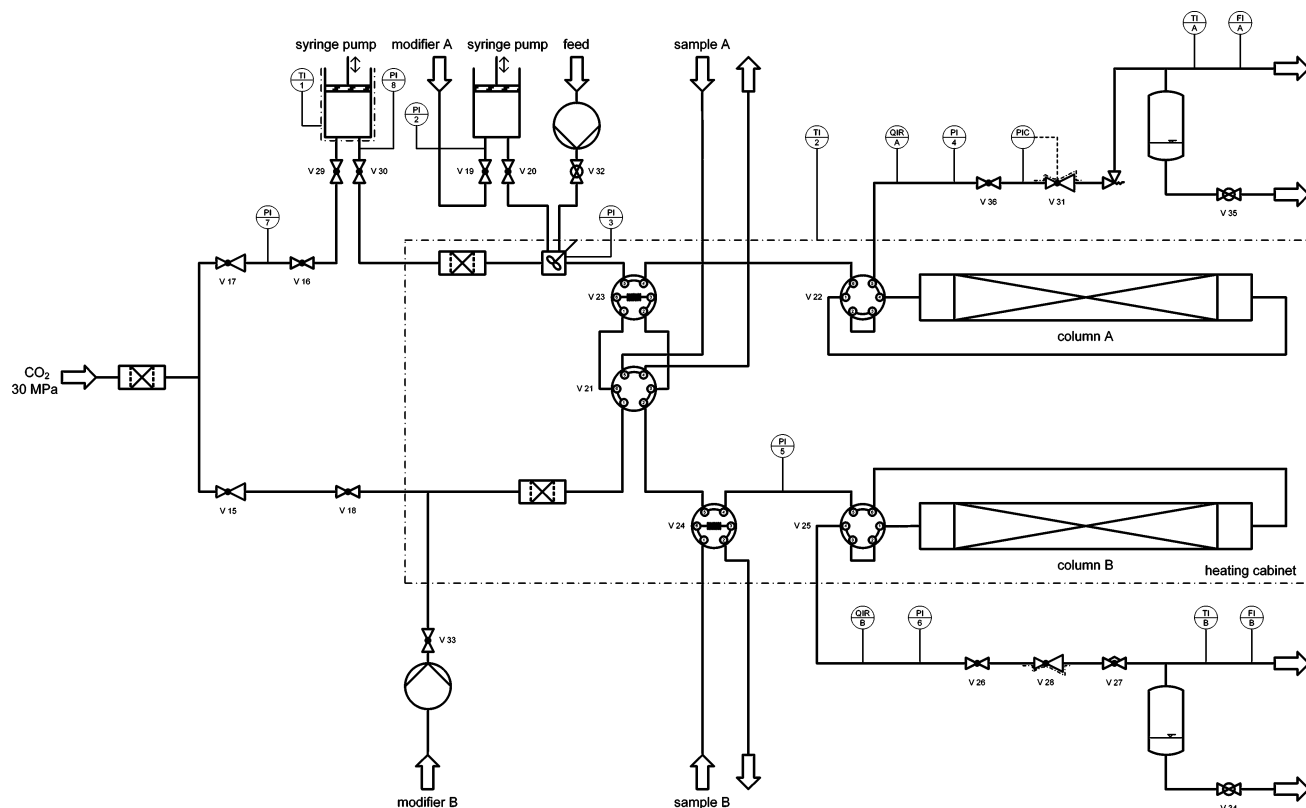 TI
A
FI
A
syringe pump
modifier A
syringe pump
feed
sample A
TI
1
PI
8
PI
2
TI
2
QIR
A
PI
4
PIC
V 29
V 30
V 19
V 20
V 32
V 36
V 31
V 35
PI
7
PI
3
V 17
V 16
V 23
V 22
column A
CO₂
30 MPa
V 21
PI
5
V 15
V 18
V 24
V 25
column B
heating cabinet
QIR
B
PI
6
TI
B
FI
B
V 33
V 26
V 28
V 27
modifier B
sample B
V 34